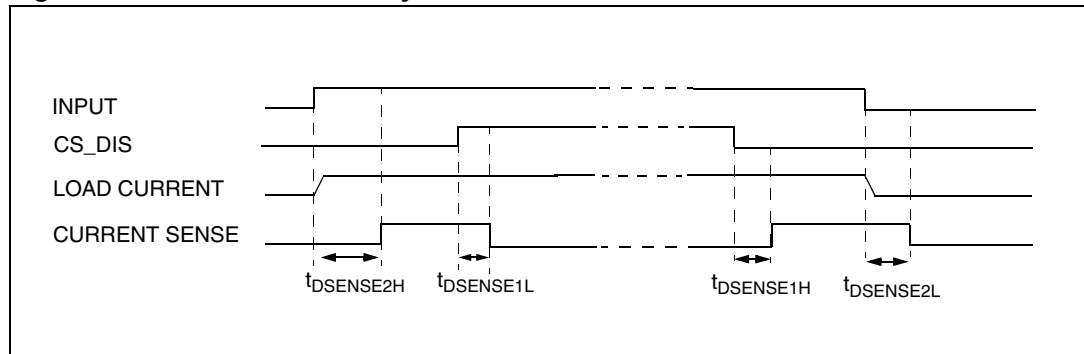 INPUT
CS_DIS
LOAD CURRENT
CURRENT SENSE
tDSENSE2H tDSENSE1L tDSENSE1H tDSENSE2L